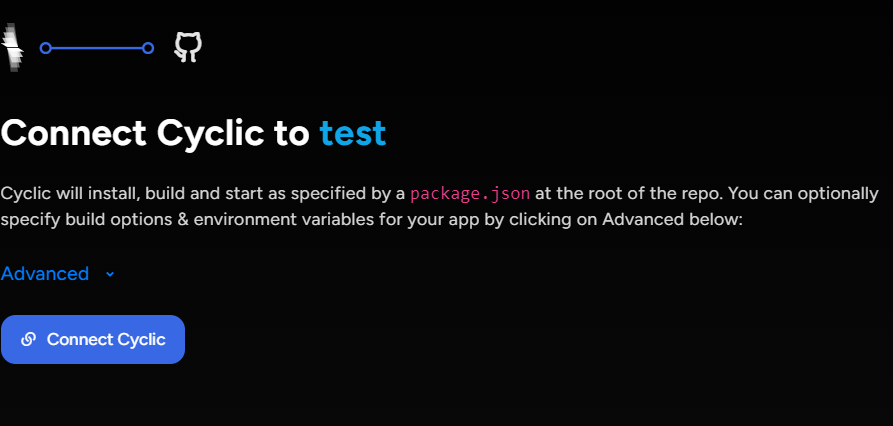 Connect Cyclic to test
Cyclic will install, build and start as specified by a package.json at the root of the repo. You can optionally
specify build options & environment variables for your app by clicking on Advanced below:
Advanced
Connect Cyclic